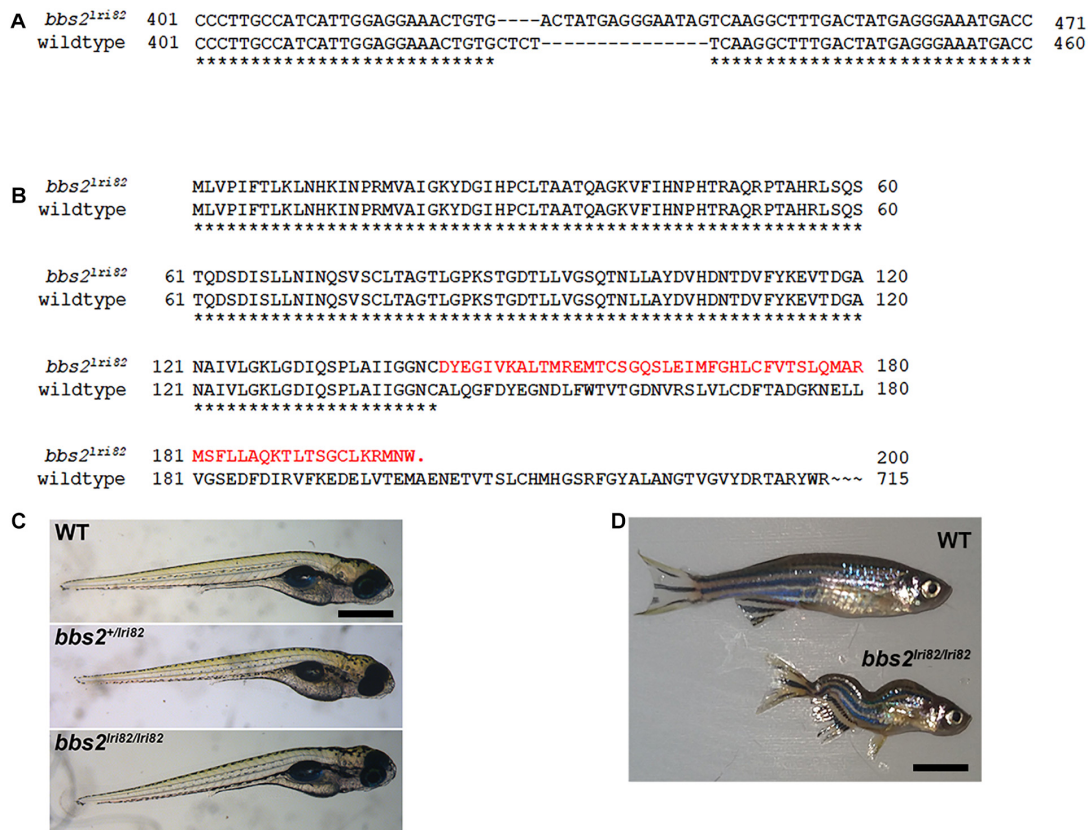 A bbs2lri82 401 CCCTTGCCATCATTGGAGGAAACTGTG----ACTATGAGGGAATAGTCAAGGCTTTGACTATGAGGGAAATGACC 471
wildtype 401 CCCTTGCCATCATTGGAGGAAACTGTGCTCT---------------TCAAGGCTTTGACTATGAGGGAAATGACC 460
*************************** *****************************
B bbs2lri82 MLVPIFTLKLNHKINPRMVAIGKYDGIHPCLTAATQAGKVFIHNPHTRAQRPTAHRLSQS 60
wildtype MLVPIFTLKLNHKINPRMVAIGKYDGIHPCLTAATQAGKVFIHNPHTRAQRPTAHRLSQS 60
************************************************************
bbs2lri82 61 TQDSDISLLNINQSVSCLTAGTLGPKSTGDTLLVGSQTNLLAYDVHDNTDVFYKEVTDGA 120
wildtype 61 TQDSDISLLNINQSVSCLTAGTLGPKSTGDTLLVGSQTNLLAYDVHDNTDVFYKEVTDGA 120
************************************************************
bbs2lri82 121 NAIVLGKLGDIQSPLAIIGGNCDYEGIVKALTMREMTCSGQSLEIMFGHLCFVTSLQMAR 180
wildtype 121 NAIVLGKLGDIQSPLAIIGGNCALQGFDYEGNDLFWTVTGDNVRSLVLCDFTADGKNELL 180
**********************
bbs2lri82 181 MSFLLAQKTLTSGCLKRMNW. 200
wildtype 181 VGSEDFDIRVFKEDELVTEMAENETVTSLCHMHGSRFGYALANGTVGVYDRTARYWR~~~ 715
C WT
bbs2+/lri82
bbs2lri82/lri82
D WT
bbs2lri82/lri82